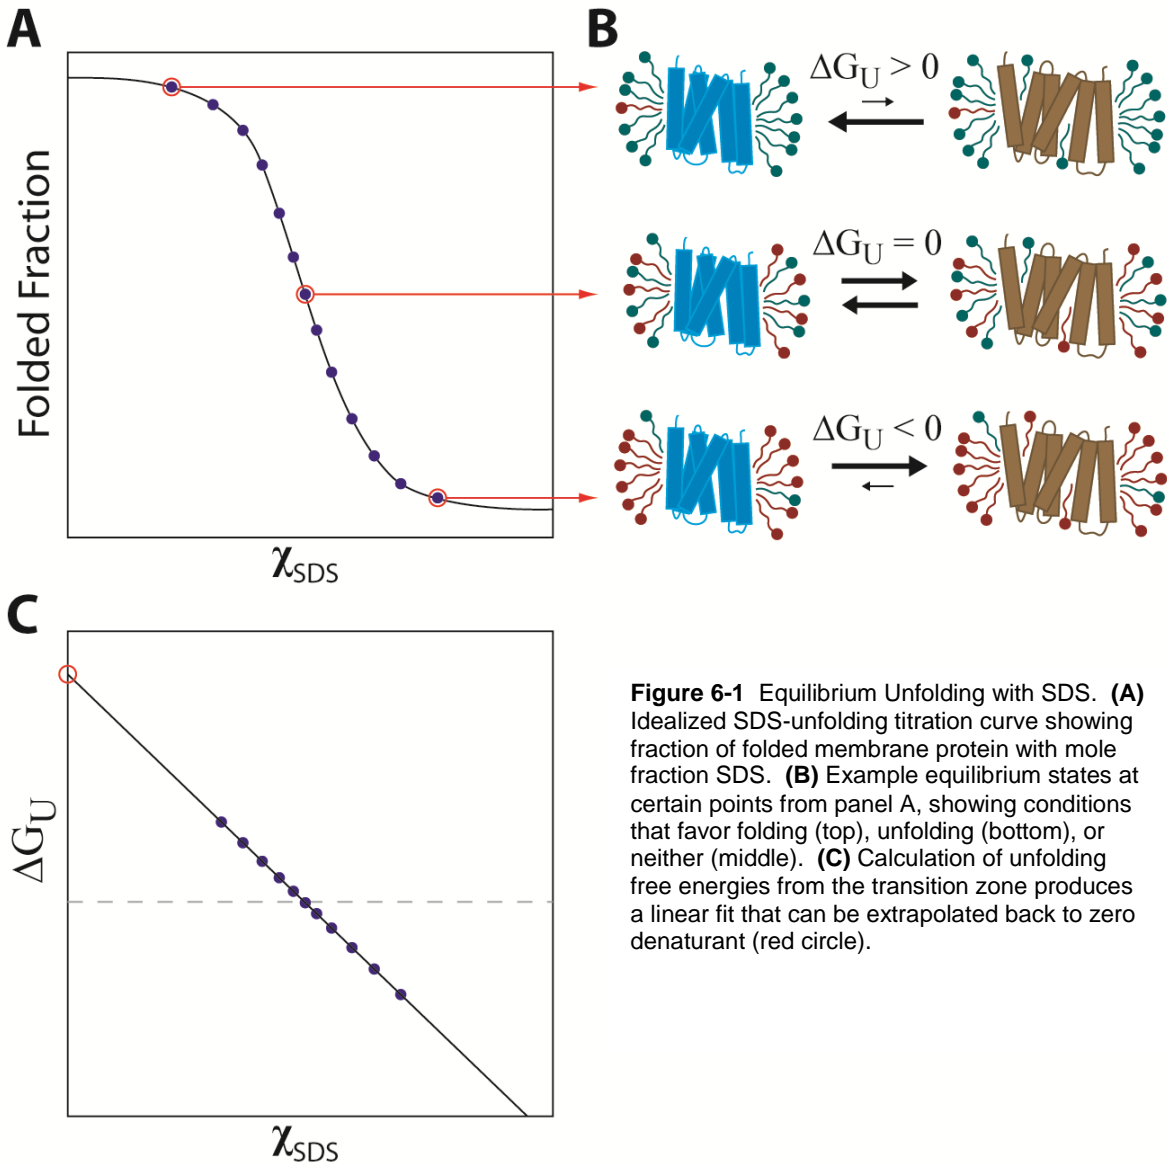 A
Folded Fraction
χSDS
B
ΔGU > 0
ΔGU = 0
ΔGU < 0
C
ΔGU
χSDS
Figure 6-1 Equilibrium Unfolding with SDS. (A)
Idealized SDS-unfolding titration curve showing
fraction of folded membrane protein with mole
fraction SDS. (B) Example equilibrium states at
certain points from panel A, showing conditions
that favor folding (top), unfolding (bottom), or
neither (middle). (C) Calculation of unfolding
free energies from the transition zone produces
a linear fit that can be extrapolated back to zero
denaturant (red circle).